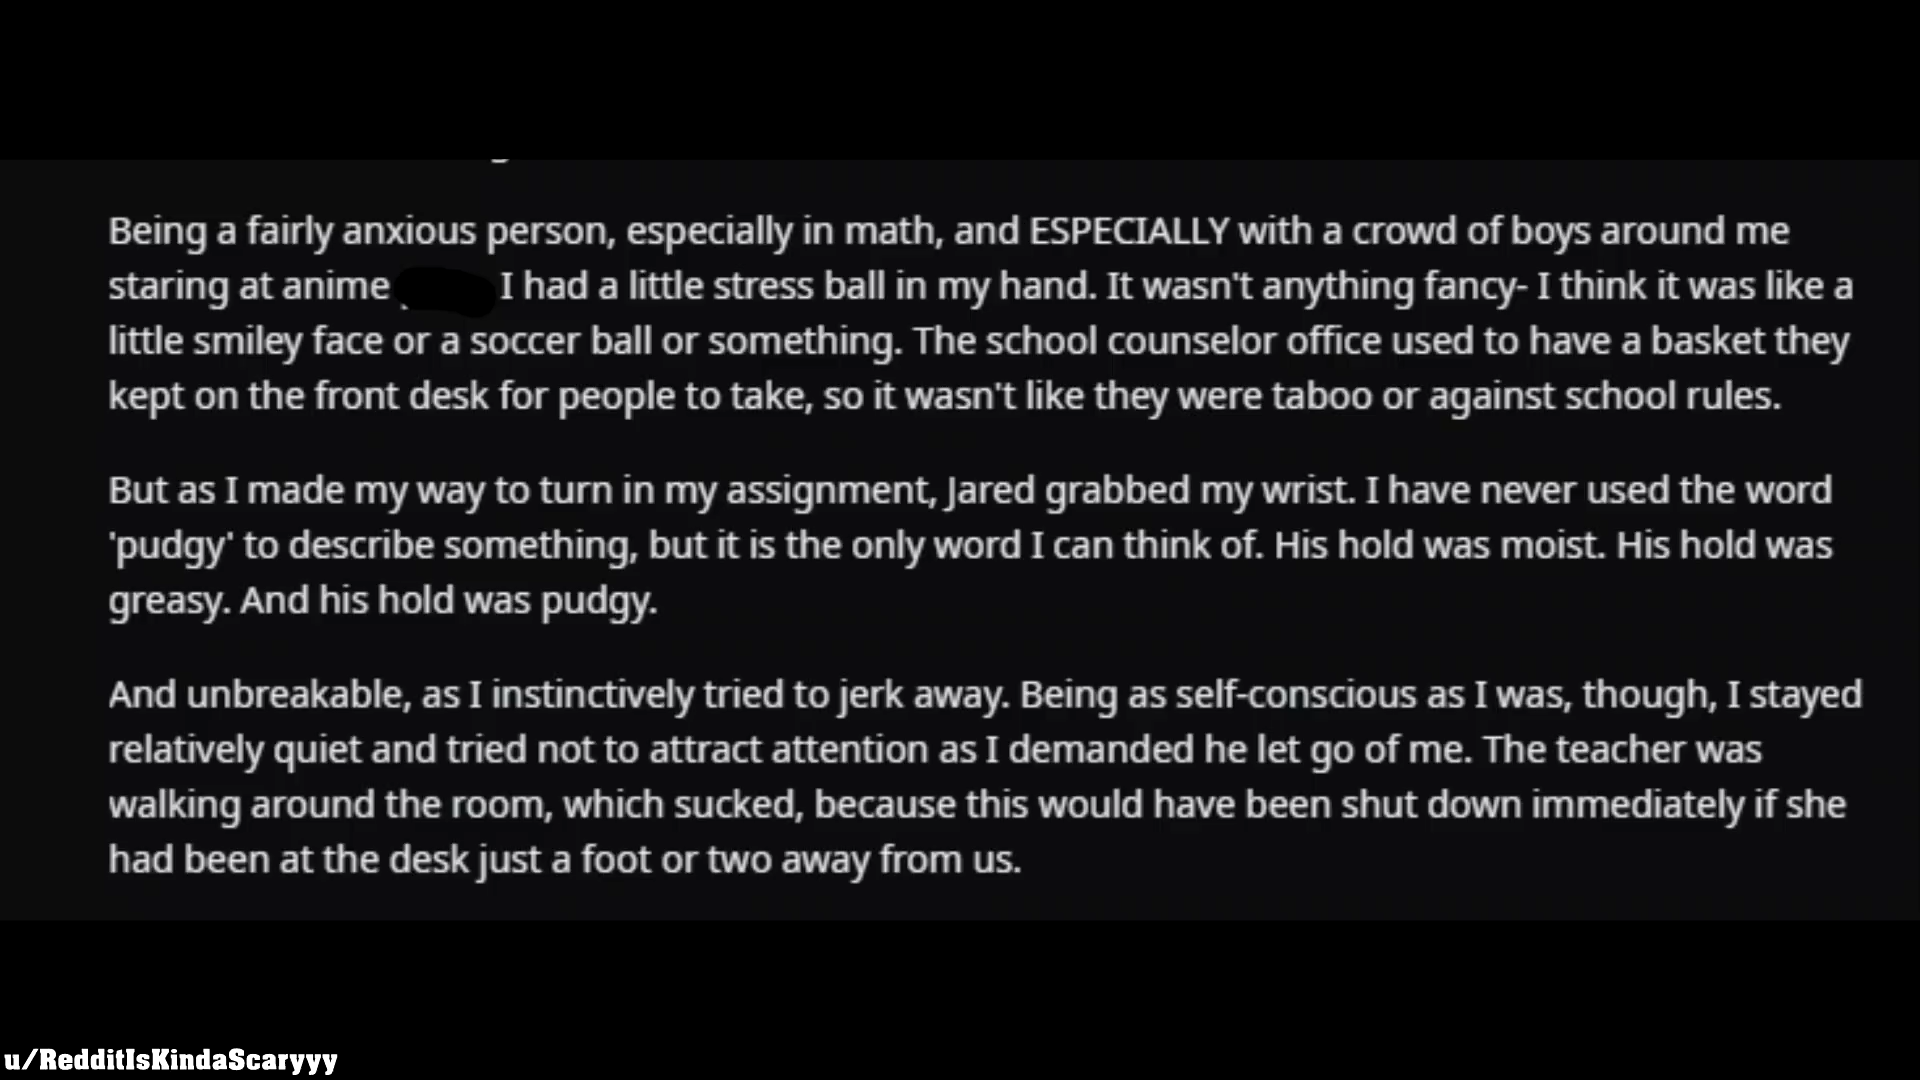 Being a fairly anxious person, especially in math, and ESPECIALLY with a crowd of boys around me
staring at anime I had a little stress ball in my hand. It wasn't anything fancy- I think it was like a
little smiley face or a soccer ball or something. The school counselor office used to have a basket they
kept on the front desk for people to take, so it wasn't like they were taboo or against school rules.
But as I made my way to turn in my assignment, Jared grabbed my wrist. I have never used the word
'pudgy' to describe something, but it is the only word I can think of. His hold was moist. His hold was
greasy. And his hold was pudgy.
And unbreakable, as I instinctively tried to jerk away. Being as self-conscious as I was, though, I stayed
relatively quiet and tried not to attract attention as I demanded he let go of me. The teacher was
walking around the room, which sucked, because this would have been shut down immediately if she
had been at the desk just a foot or two away from us.
u/RedditIsKindaScaryyy